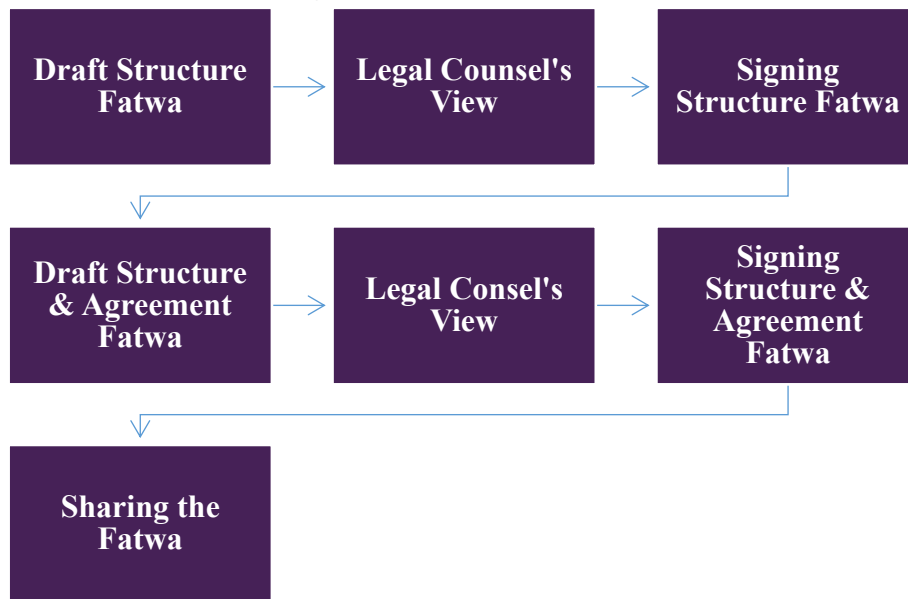 Draft Structure
Fatwa
Legal Counsel's
View
Signing
Structure Fatwa
Draft Structure
& Agreement
Fatwa
Legal Consel's
View
Signing
Structure &
Agreement
Fatwa
Sharing the
Fatwa